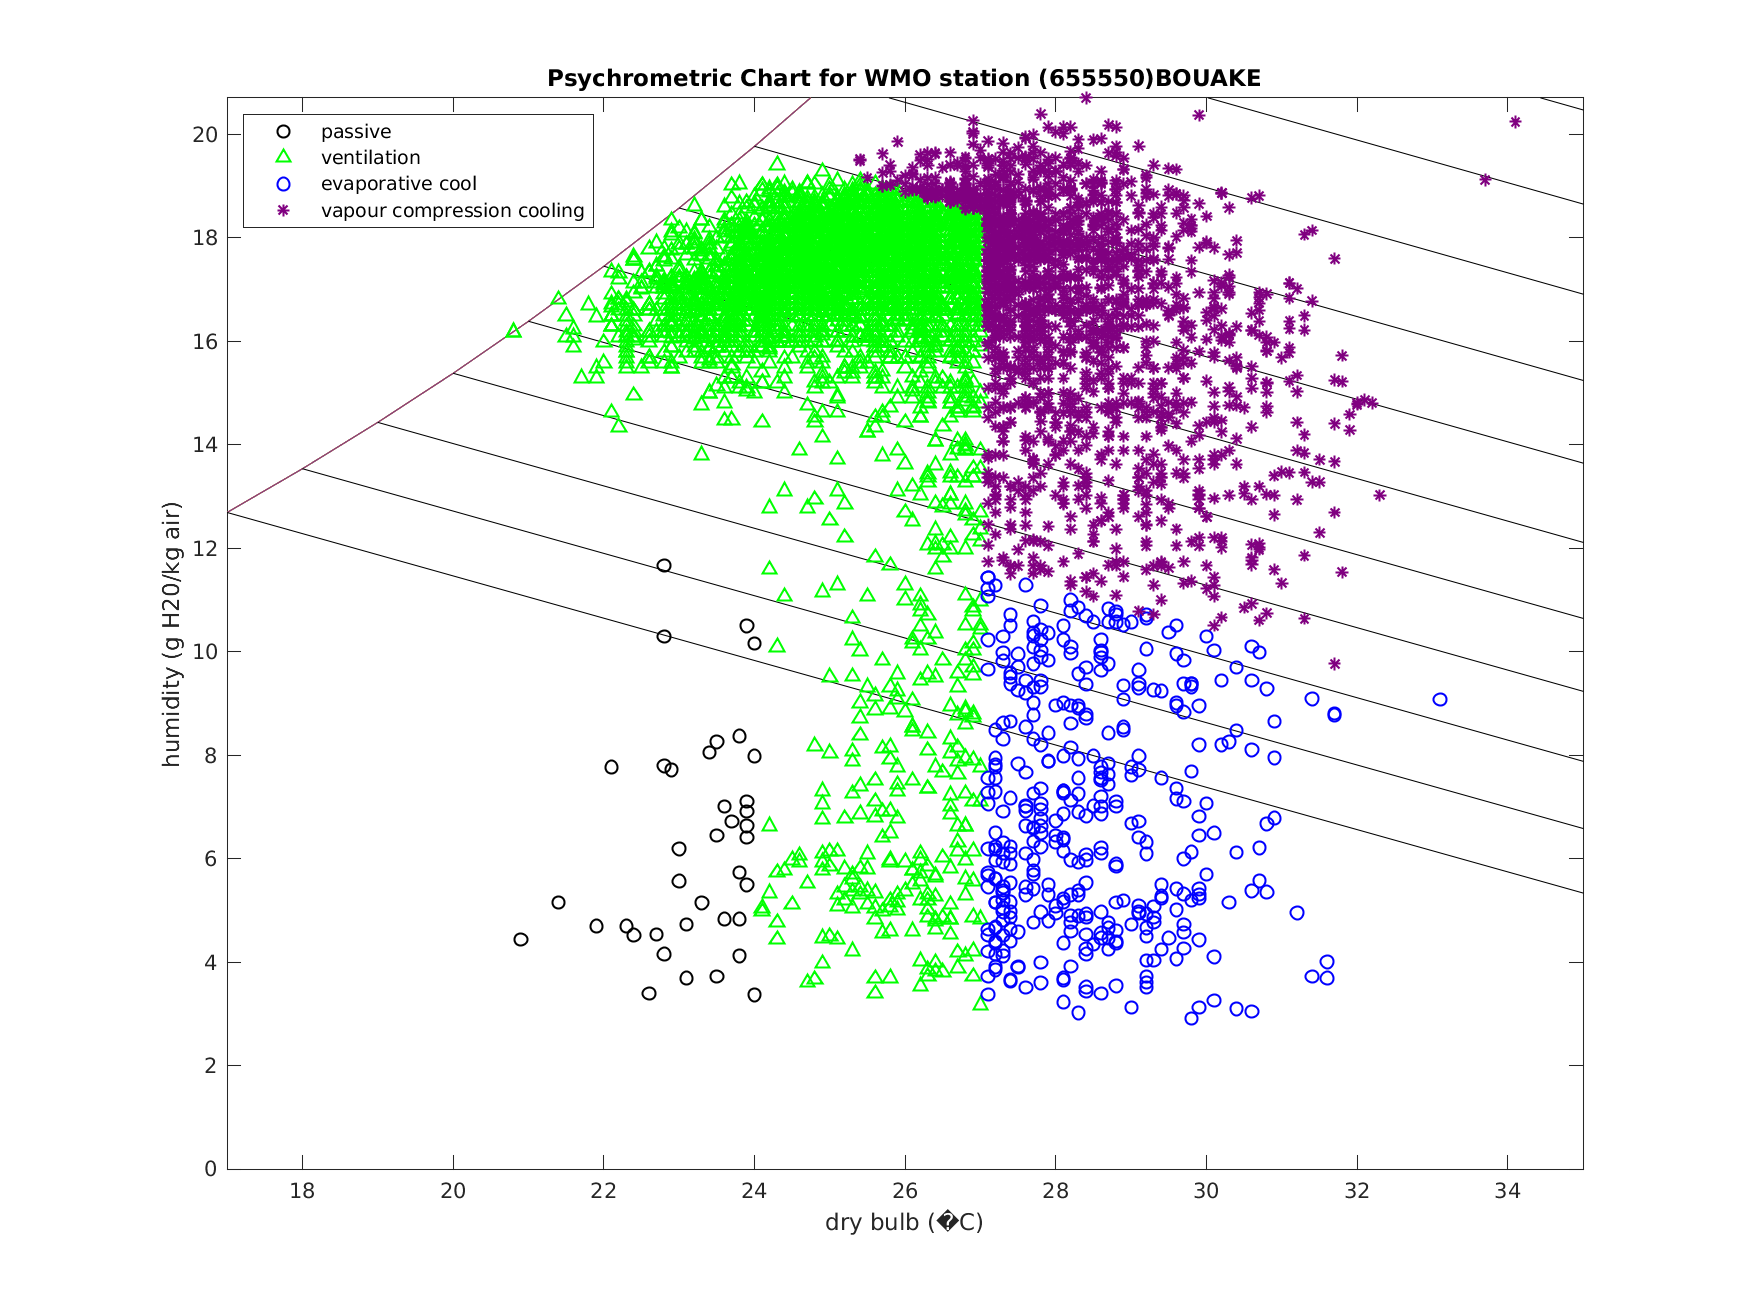 Psychrometric Chart for WMO station (655550)BOUAKE
passive
ventilation
evaporative cool
vapour compression cooling
humidity (g H20/kg air)
20
18
16
14
12
10
8
6
4
2
0
18 20 22 24 26 28 30 32 34
dry bulb (�C)